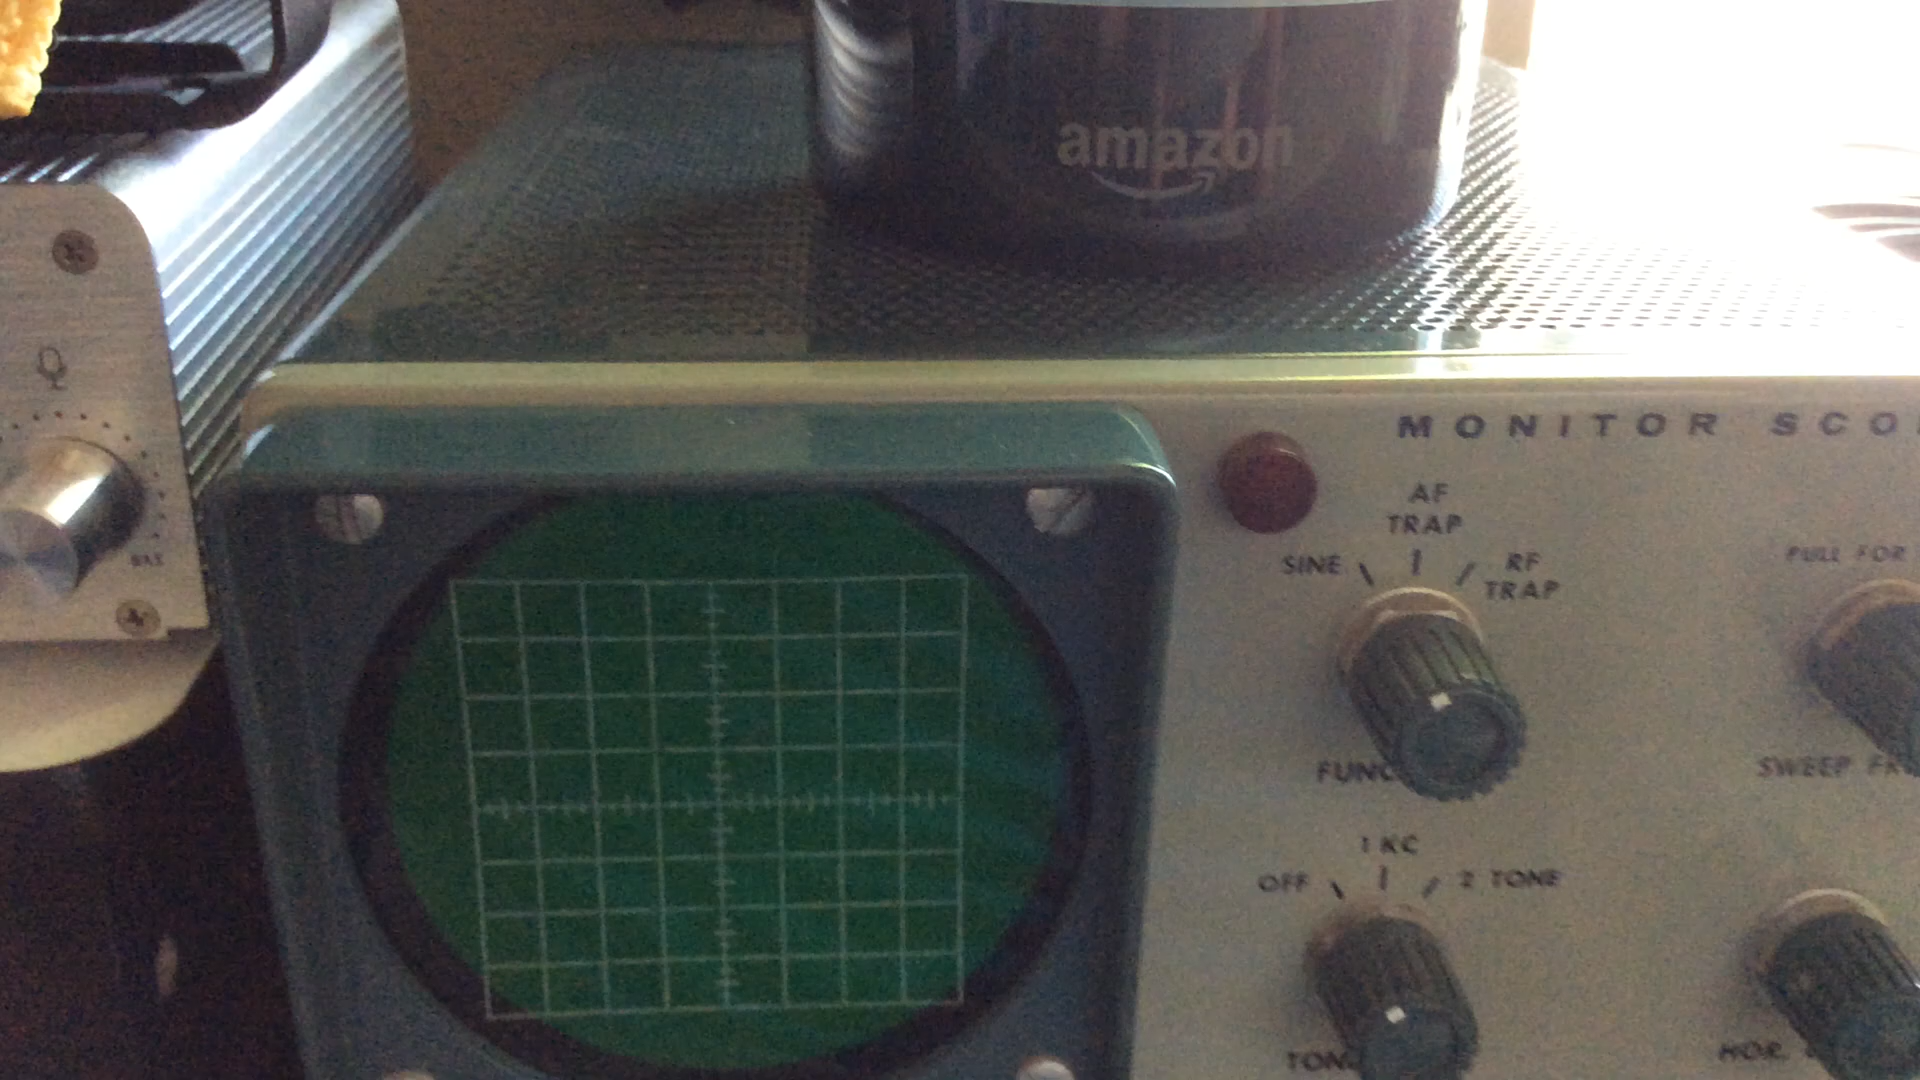 amazon
MONITOR SCO
AF
TRAP
SINE
RF
TRAP
PULL FOR
MAX
FUNC
SWEEP FR
1 KC
OFF
2 TONE
TON
HOR.